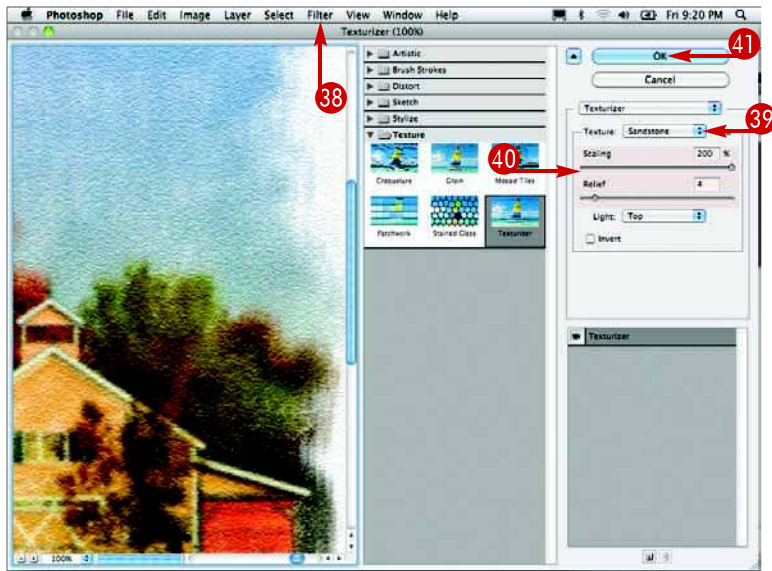 Photoshop File Edit Image Layer Select Filter View Window Help Fri 9:20 PM
Texturizer (100%)
41
Artistic
OK
Brush Strokes
Cancel
Distort
38
Sketch
Texturizer
Stylize
39
Texture
Texture: Sandstone
40
Scaling 200 %
Craquelure Grain Mosaic Tiles
Relief 4
Light: Top
Patchwork Stained Glass Texturizer
Invert
Texturizer
100%